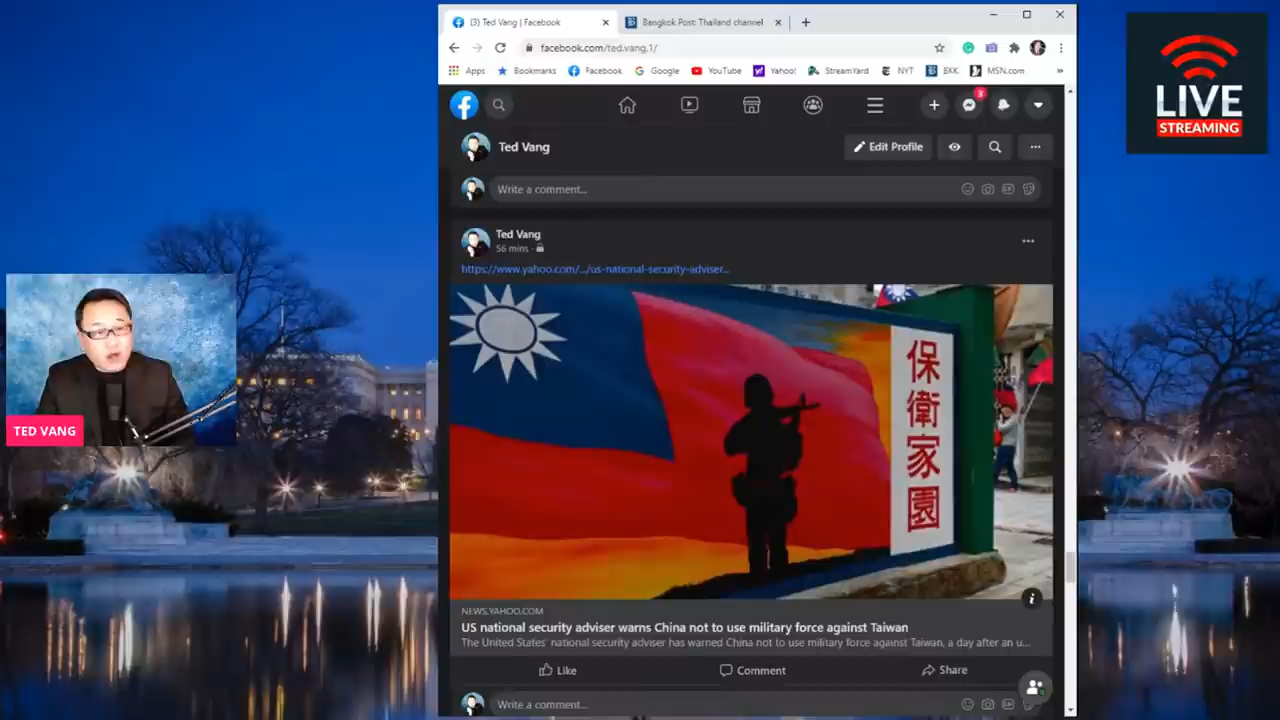 (3) Ted Vang | Facebook
Bangkok Post: Thailand channel
facebook.com/ted.vang.1/
Apps
Bookmarks
Facebook
Google
YouTube
Yahoo!
StreamYard
NYT
BKK
MSN.com
LIVE
STREAMING
3
Ted Vang
Edit Profile
Write a comment...
Ted Vang
56 mins
https://www.yahoo.com/.../us-national-security-adviser...
保衛家園
TED VANG
NEWS.YAHOO.COM
US national security adviser warns China not to use military force against Taiwan
The United States' national security adviser has warned China not to use military force against Taiwan, a day after an u...
Like
Comment
Share
Write a comment...